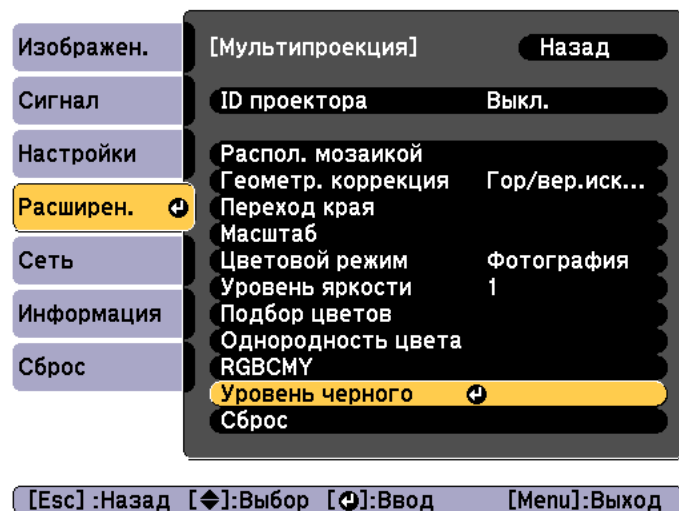 Изображен.
Сигнал
Настройки
Расширен.
Сеть
Информация
Сброс
[Мультипроекция] Назад
ID проектора Выкл.
Распол. мозаикой
Геометр. коррекция Гор/вер.иск...
Переход края
Масштаб
Цветовой режим Фотография
Уровень яркости 1
Подбор цветов
Однородность цвета
RGBCMY
Уровень черного
Сброс
[Esc] :Назад [◆]:Выбор [↵]:Ввод [Menu]:Выход